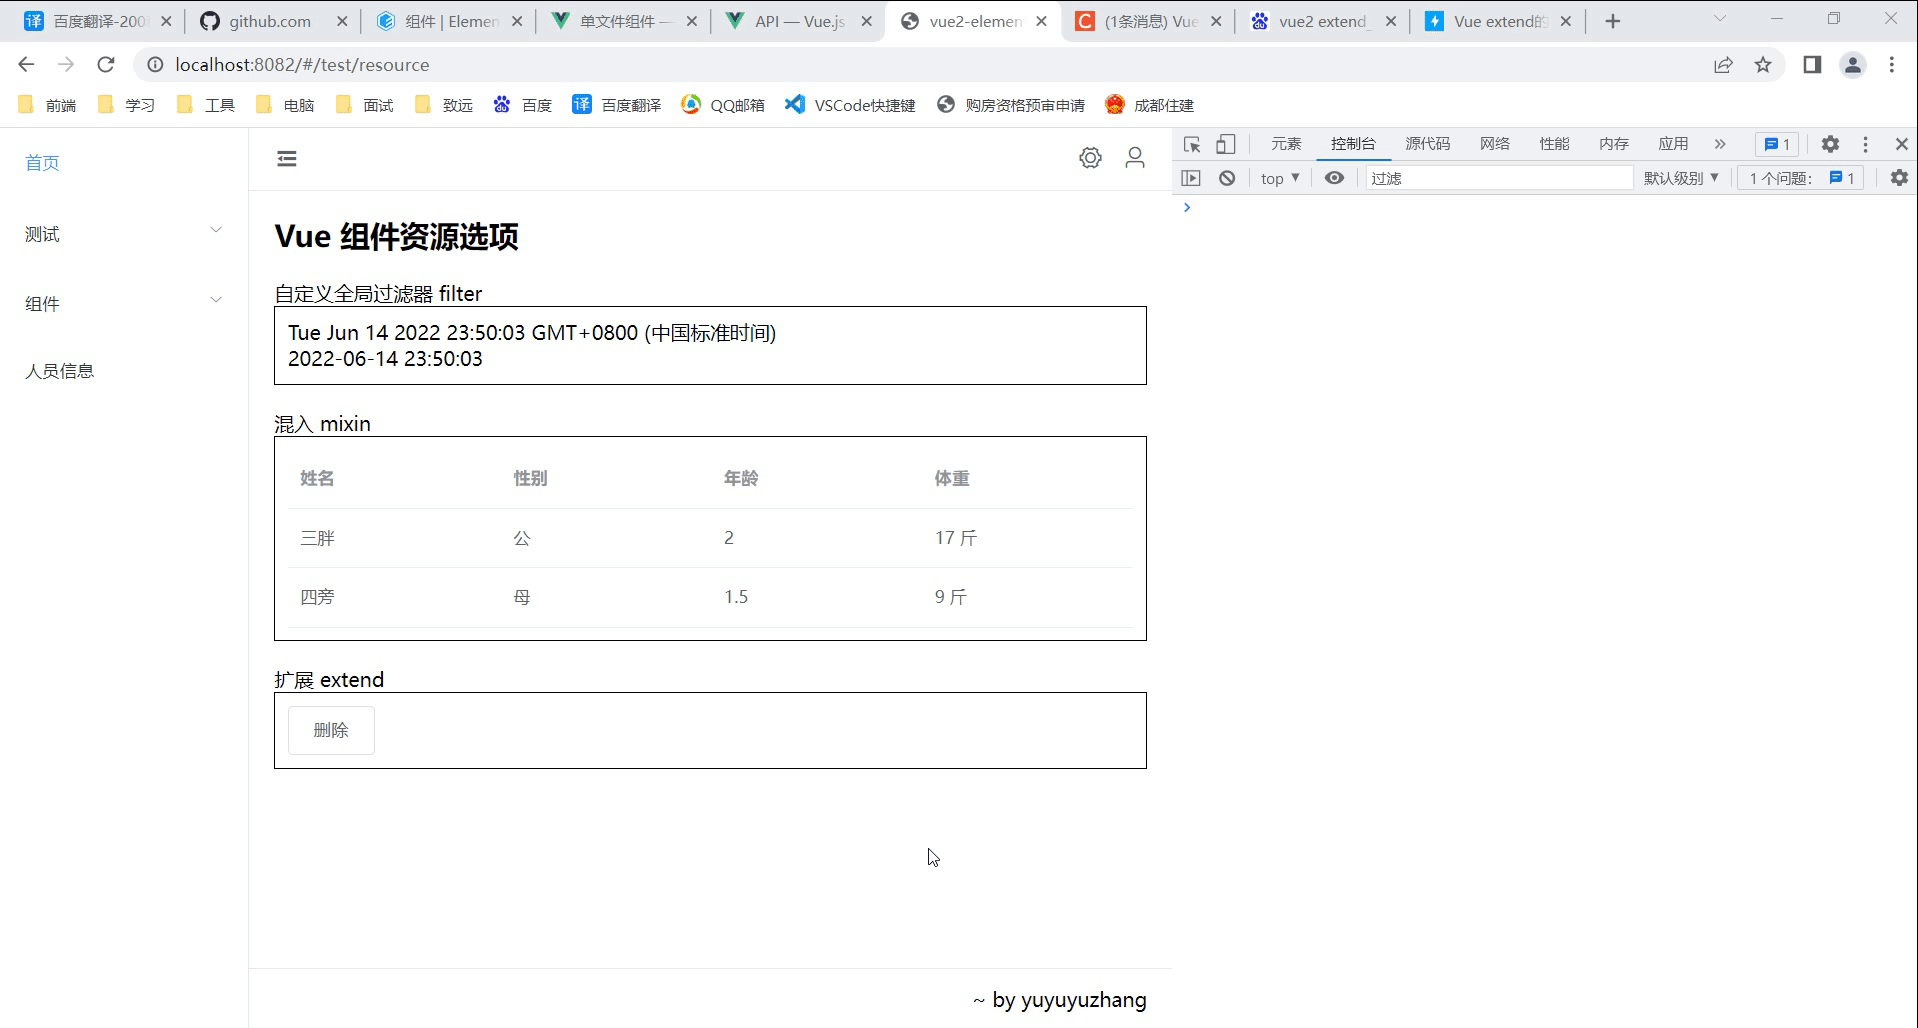 百度翻译-200
github.com
组件 | Elemen
单文件组件 —
API — Vue.js
vue2-elemen
(1条消息) Vue
vue2 extend_
Vue extend的
localhost:8082/#/test/resource
前端
学习
工具
电脑
面试
致远
百度
百度翻译
QQ邮箱
VSCode快捷键
购房资格预审申请
成都住建
首页
测试
组件
人员信息
Vue 组件资源选项
自定义全局过滤器 filter
Tue Jun 14 2022 23:50:03 GMT+0800 (中国标准时间)
2022-06-14 23:50:03
混入 mixin
姓名 性别 年龄 体重
三胖 公 2 17 斤
四旁 母 1.5 9 斤
扩展 extend
删除
~ by yuyuyuzhang
元素 控制台 源代码 网络 性能 内存 应用 » 1
top 过滤 默认级别 1 个问题: 1